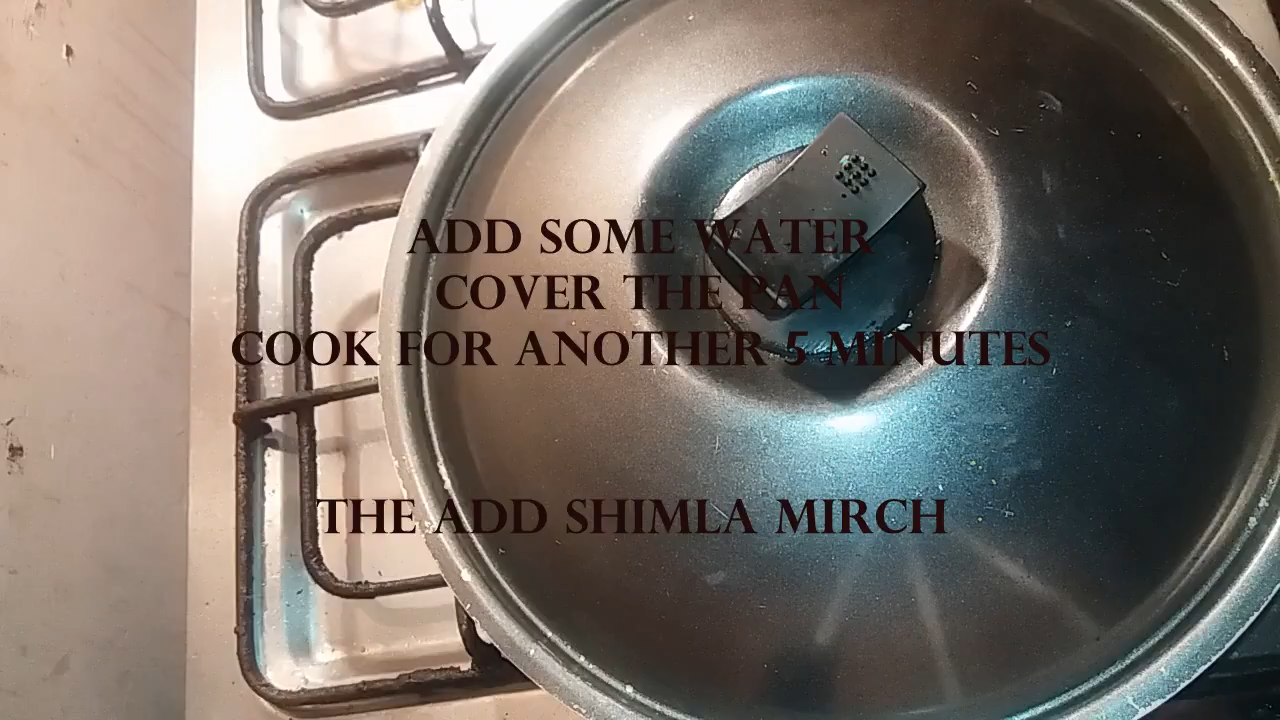 ADD SOME WATER
COVER THE PAN
COOK FOR ANOTHER 5 MINUTES
THE ADD SHIMLA MIRCH